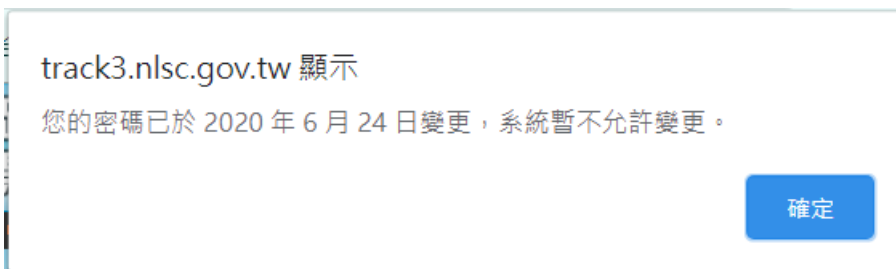 track3.nlsc.gov.tw 顯示
您的密碼已於 2020 年 6 月 24 日變更，系統暫不允許變更。
確定